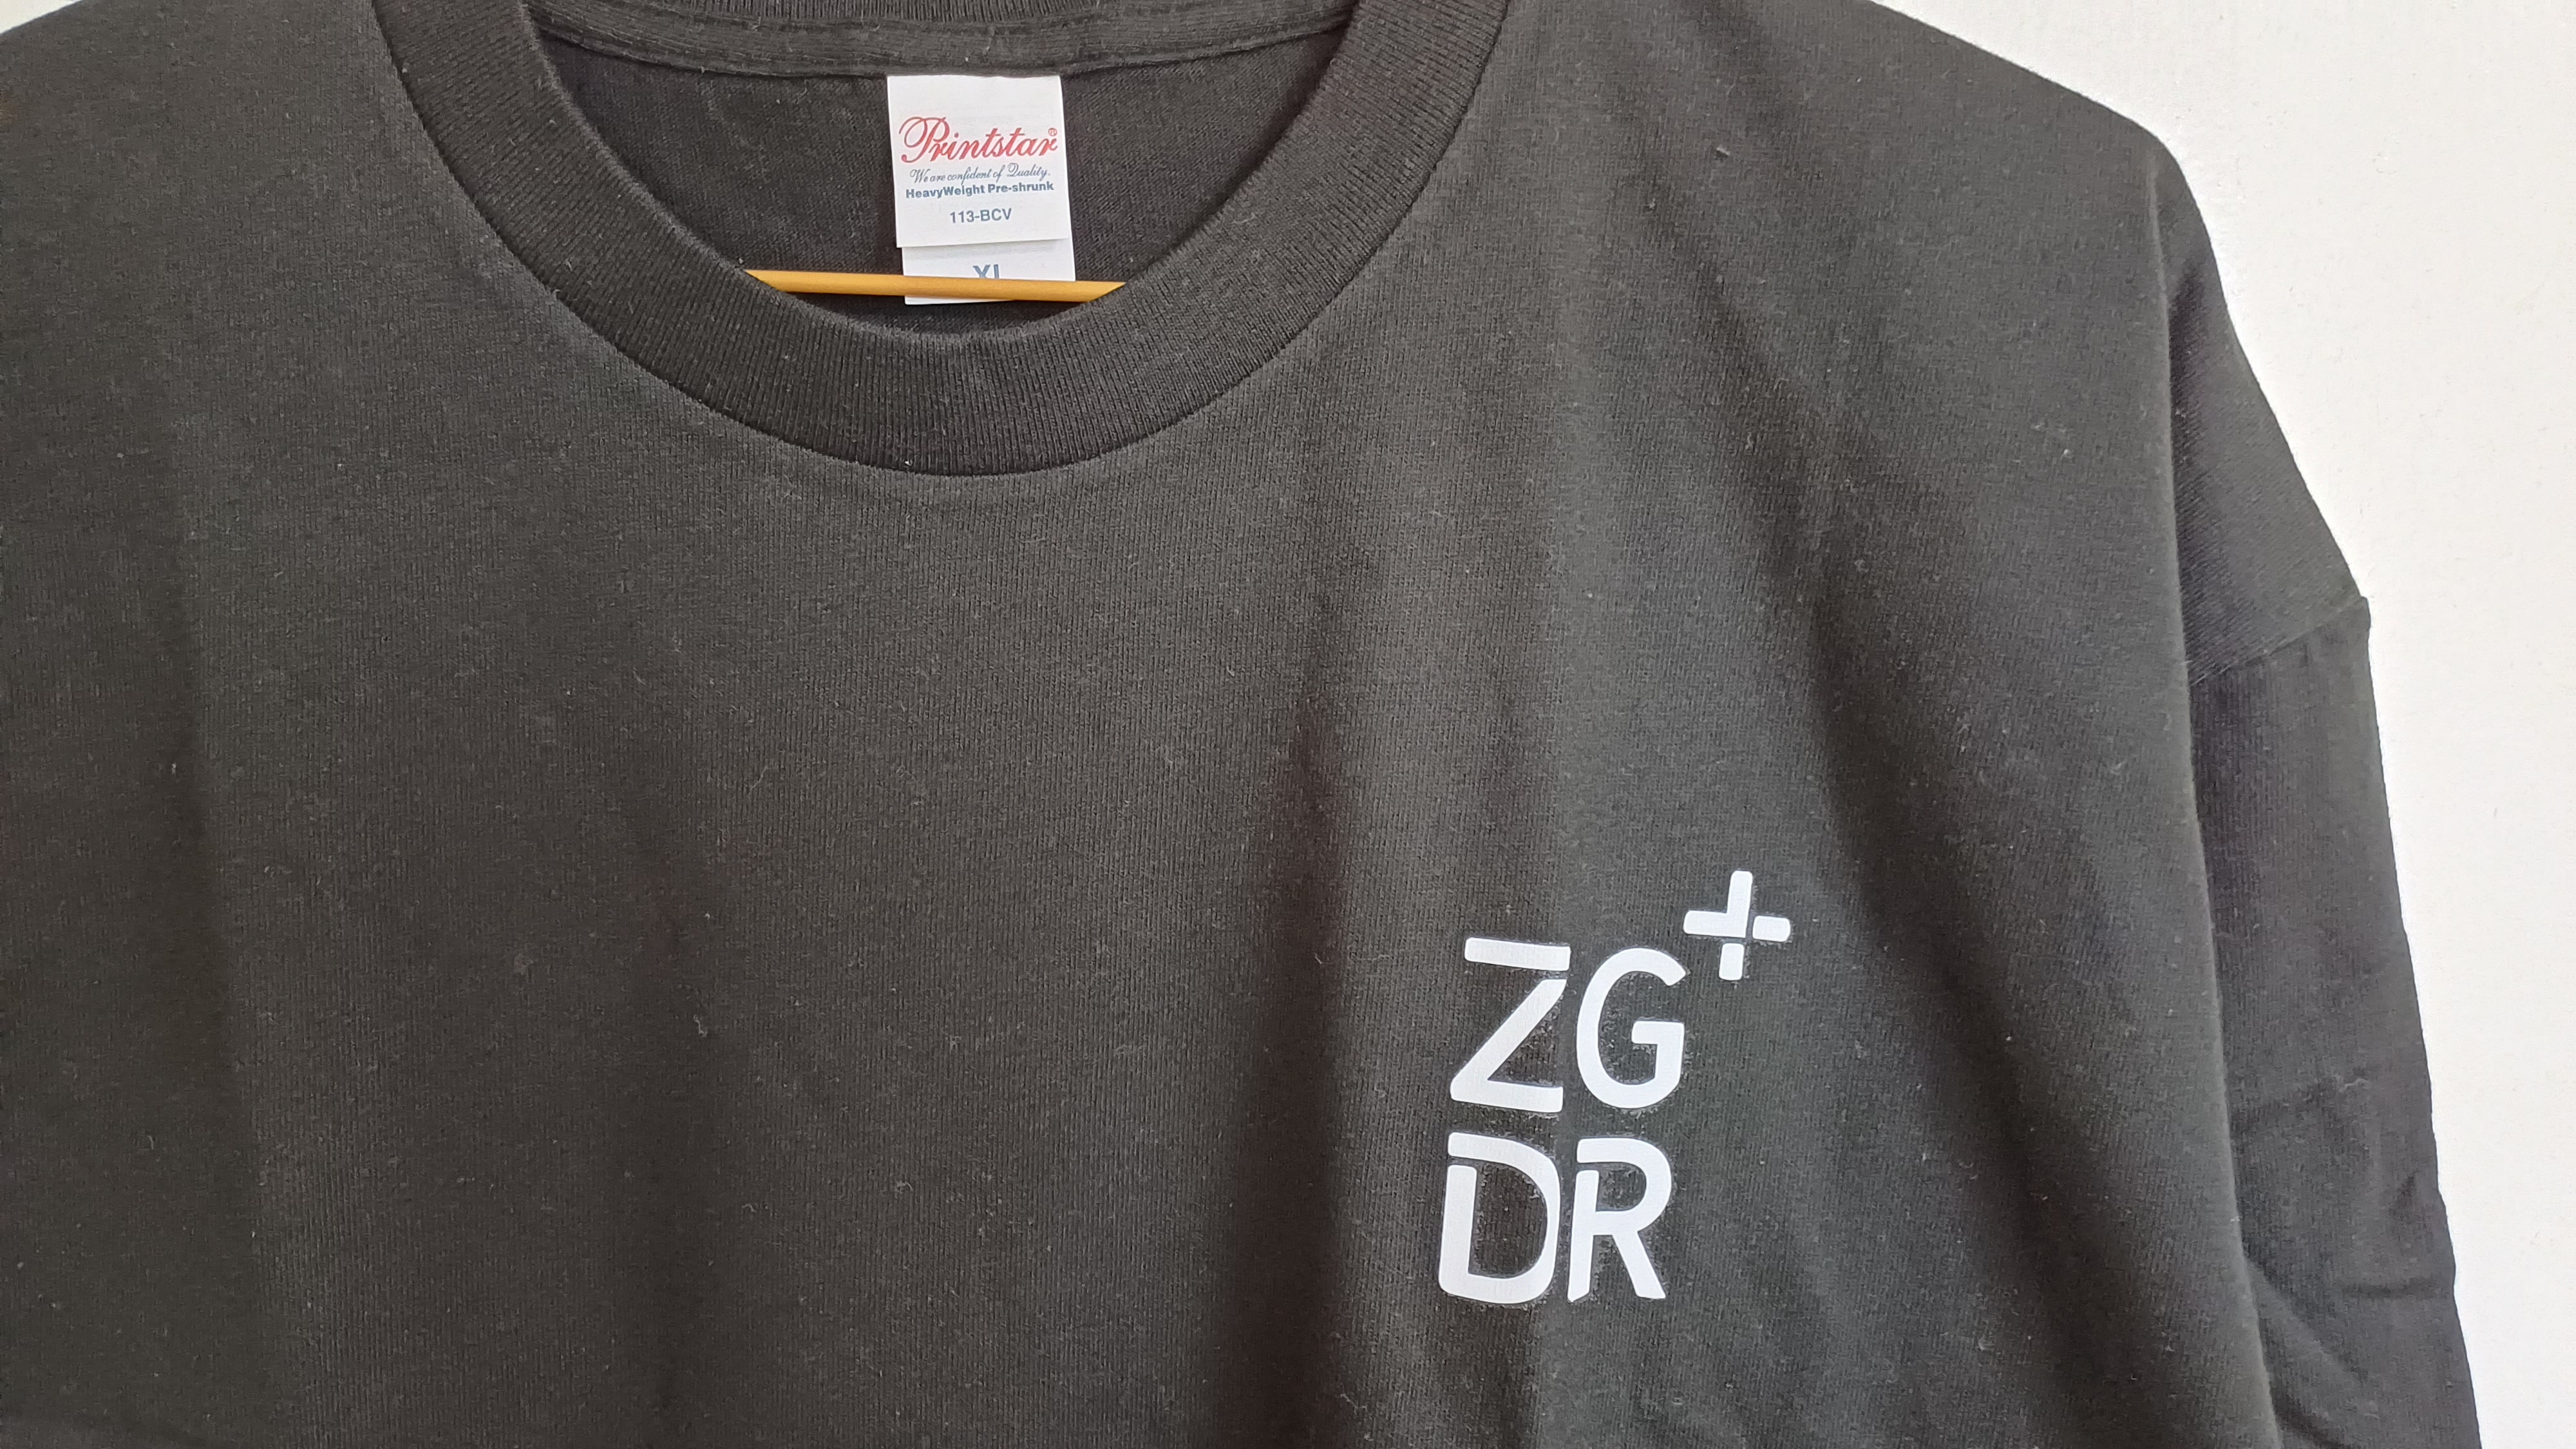 Printstar®
We are confident of Quality.
HeavyWeight Pre-shrunk
113-BCV
XL
ZG+
DR